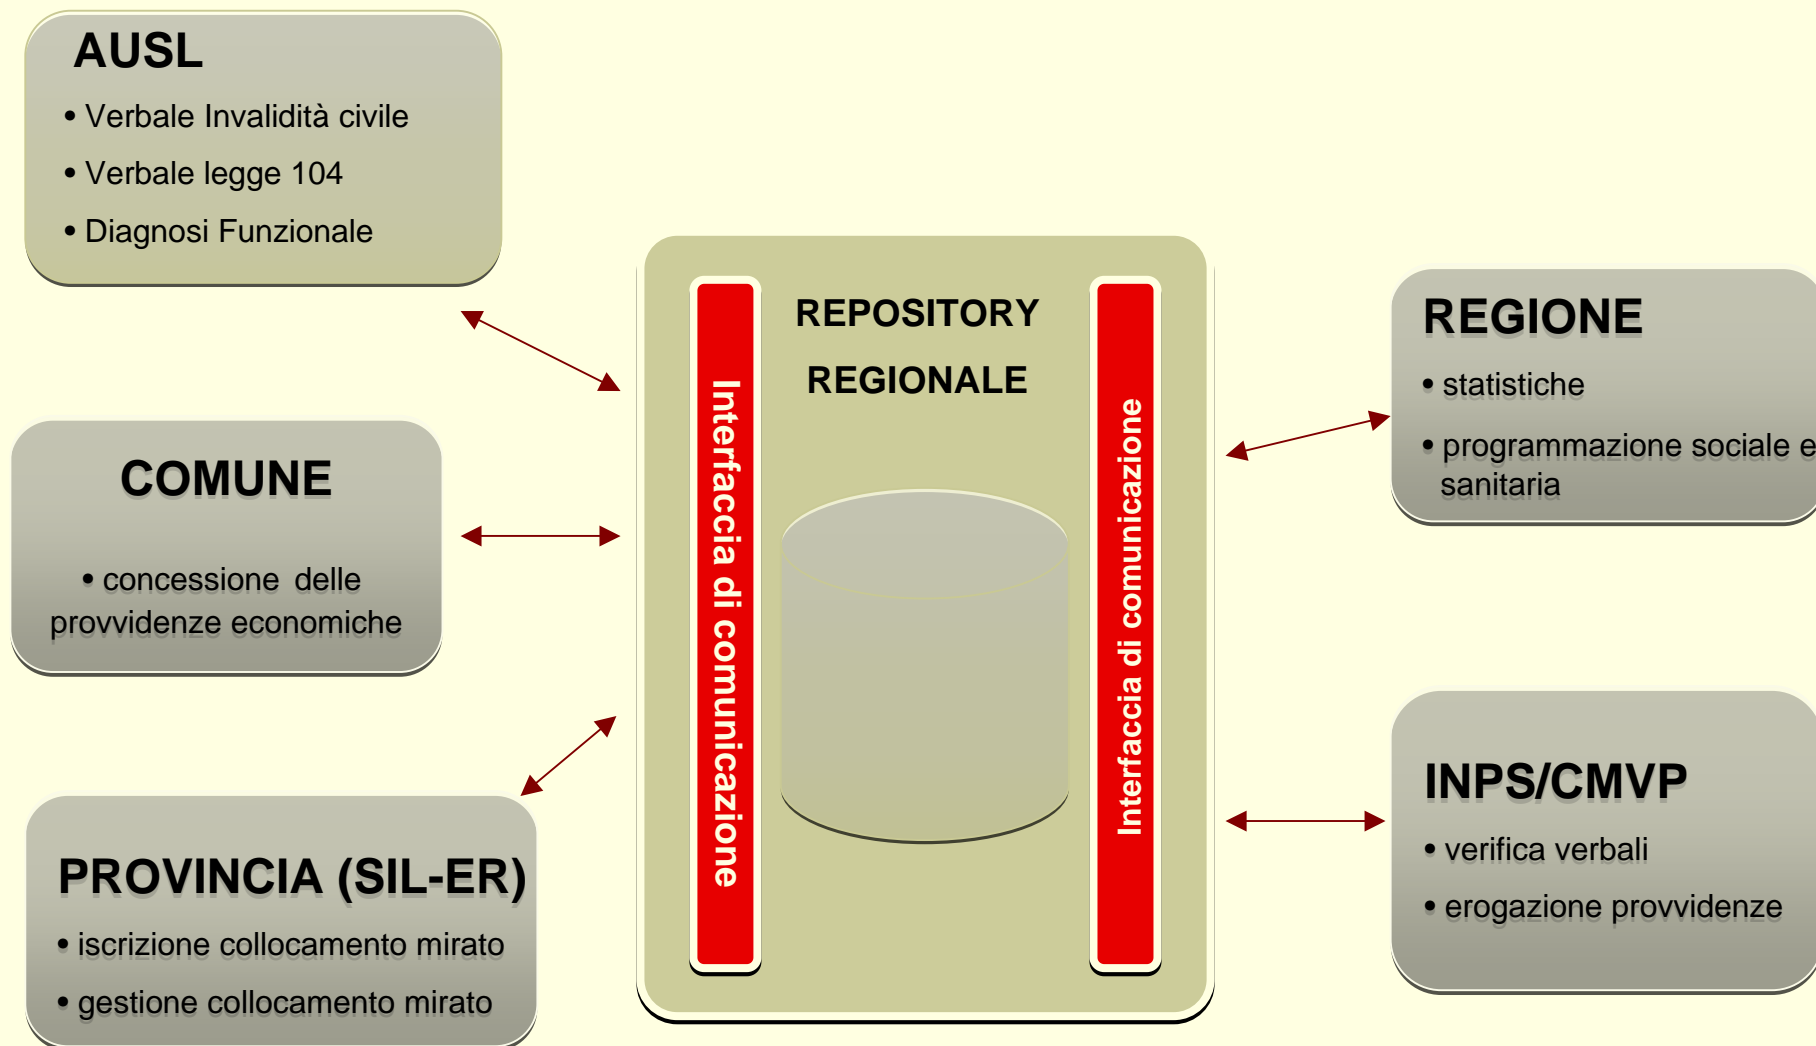 AUSL
• Verbale Invalidità civile
• Verbale legge 104
• Diagnosi Funzionale
COMUNE
• concessione delle
provvidenze economiche
PROVINCIA (SIL-ER)
• iscrizione collocamento mirato
• gestione collocamento mirato
Interfaccia di comunicazione
REPOSITORY
REGIONALE
Interfaccia di comunicazione
REGIONE
• statistiche
• programmazione sociale e
sanitaria
INPS/CMVP
• verifica verbali
• erogazione provvidenze